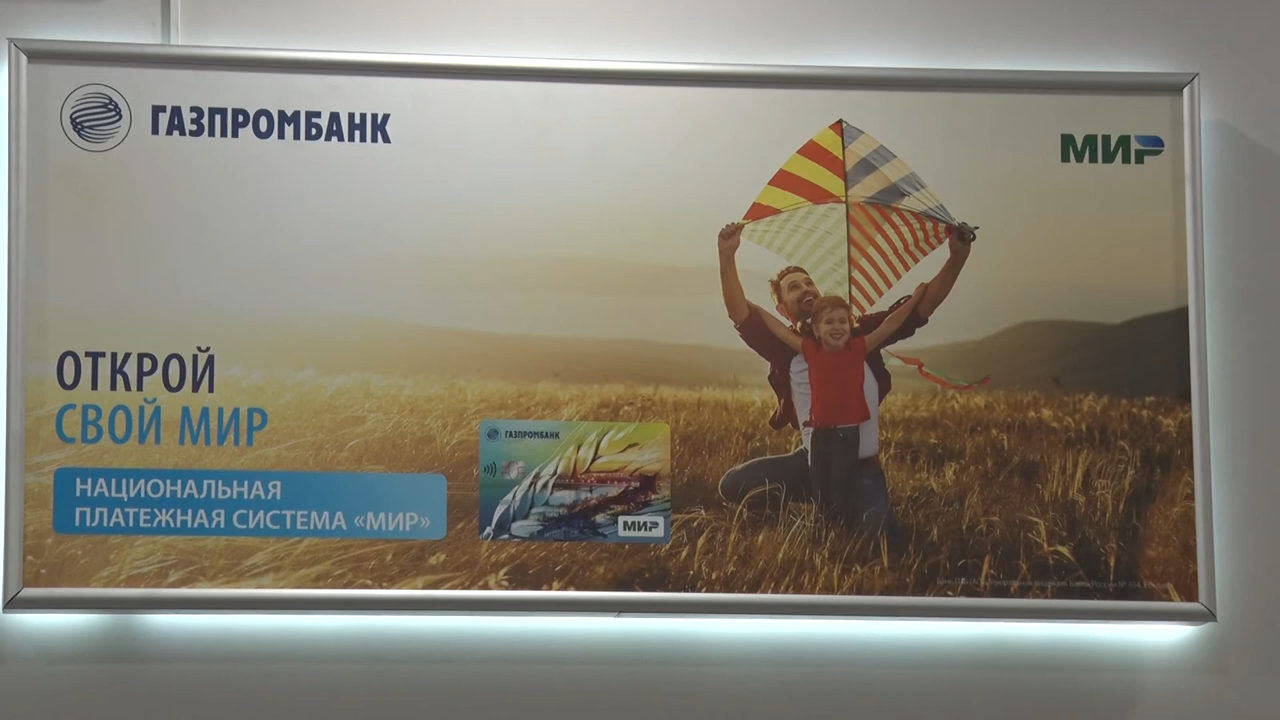 ГАЗПРОМБАНК
МИР
ОТКРОЙ
СВОЙ МИР
НАЦИОНАЛЬНАЯ
ПЛАТЕЖНАЯ СИСТЕМА «МИР»
ГАЗПРОМБАНК
МИР